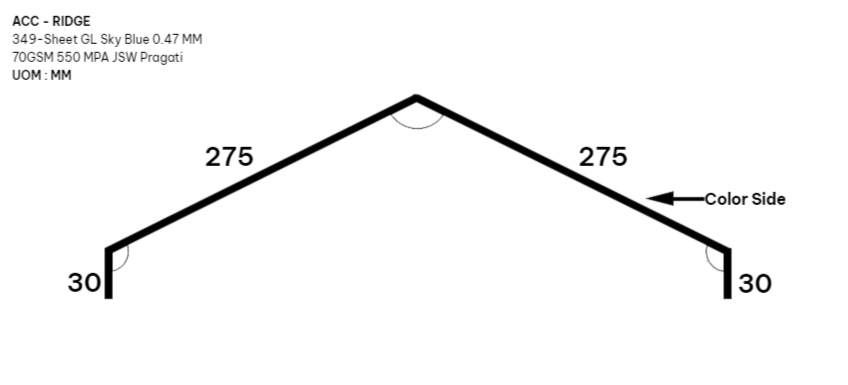 ACC - RIDGE
349-Sheet GL Sky Blue 0.47 MM
70GSM 550 MPA JSW Pragati
UOM : MM
275
275
Color Side
30
30